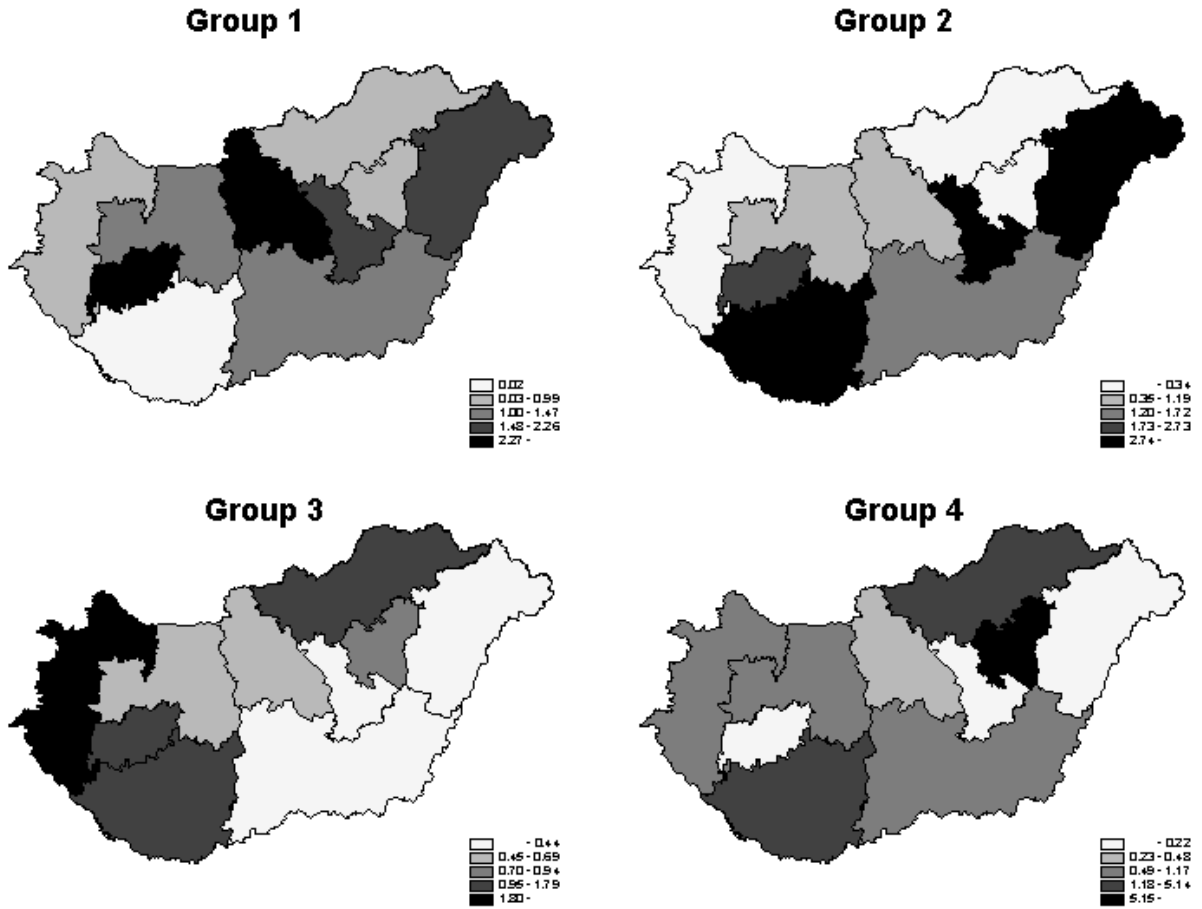 Group 1
Group 2
0.02
0.03 - 0.99
1.00 - 1.47
1.48 - 2.26
2.27 -
- 0.34
0.35 - 1.19
1.20 - 1.72
1.73 - 2.73
2.74 -
Group 3
Group 4
- 0.44
0.45 - 0.69
0.70 - 0.94
0.95 - 1.79
1.80 -
- 0.22
0.23 - 0.48
0.49 - 1.17
1.18 - 5.14
5.15 -